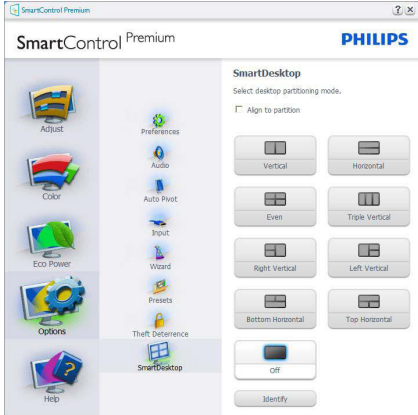 SmartControl Premium
SmartControl Premium
PHILIPS
Adjust
Color
Eco Power
Options
Help
Preferences
Audio
Auto Pivot
Input
Wizard
Presets
Theft Deterrence
SmartDesktop
SmartDesktop
Select desktop partitioning mode.
Align to partition
Vertical
Horizontal
Even
Triple Vertical
Right Vertical
Left Vertical
Bottom Horizontal
Top Horizontal
Off
Identify